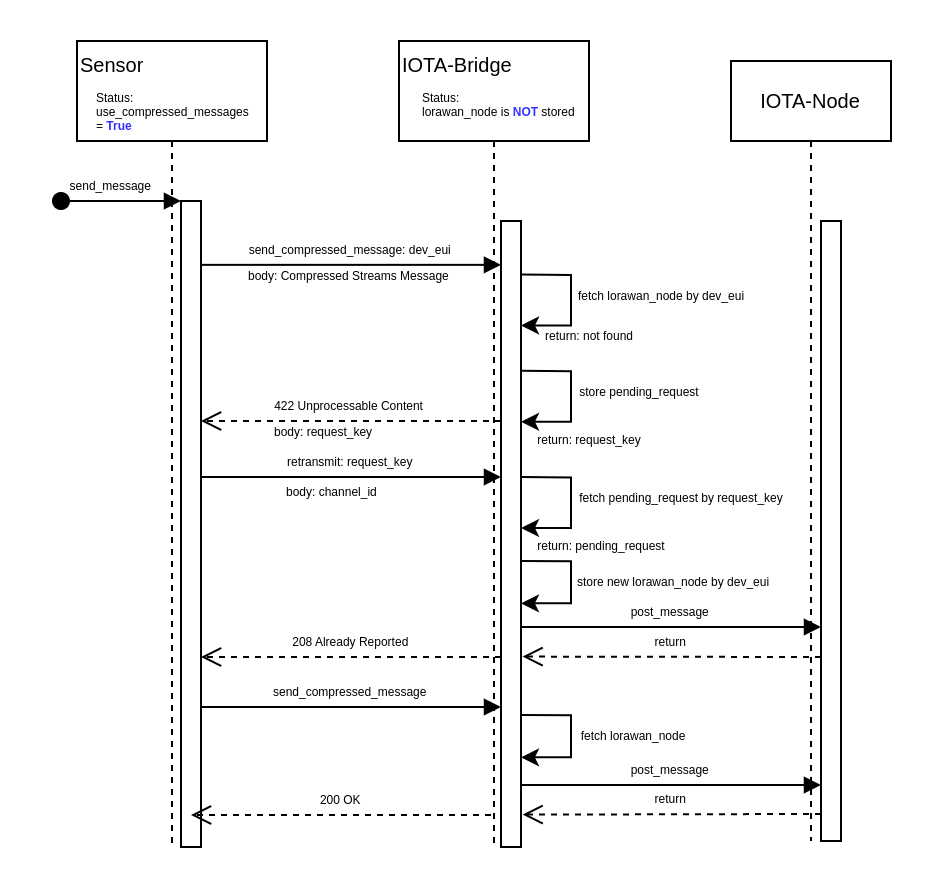 Sensor
Status:
use_compressed_messages
= True
IOTA-Bridge
Status:
lorawan_node is NOT stored
IOTA-Node
send_message
send_compressed_message: dev_eui
body: Compressed Streams Message
fetch lorawan_node by dev_eui
return: not found
store pending_request
422 Unprocessable Content
body: request_key
return: request_key
retransmit: request_key
body: channel_id
fetch pending_request by request_key
return: pending_request
store new lorawan_node by dev_eui
post_message
208 Already Reported
return
send_compressed_message
fetch lorawan_node
post_message
200 OK
return